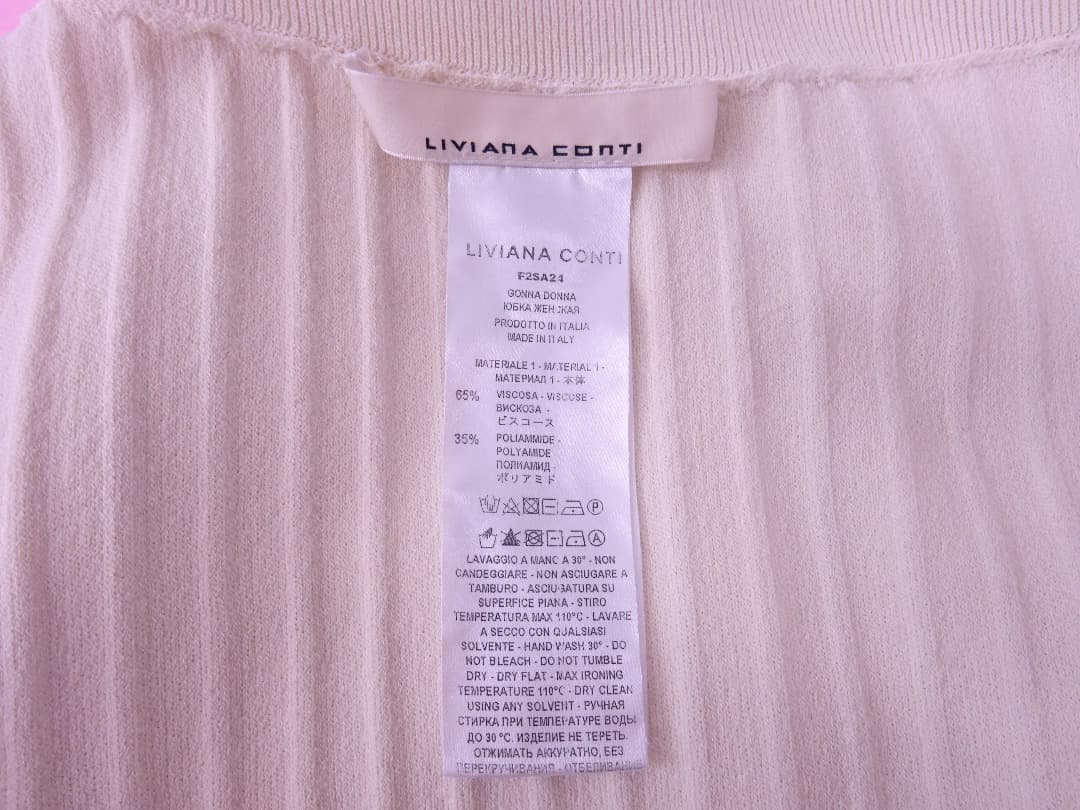 LIVIANA CONTI
LIVIANA CONTI
F2SA24
GONNA DONNA
ЮБКА ЖЕНСКАЯ
PRODOTTO IN ITALIA
MADE IN ITALY
MATERIALE 1 - MATERIAL 1 -
МАТЕРИАЛ 1 - 本体
65% VISCOSA - VISCOSE -
ВИСКОЗА -
ビスコース
35% POLIAMMIDE -
POLYAMIDE
ПОЛИАМИД -
ポリアミド
P
A
LAVAGGIO A MANO A 30° - NON
CANDEGGIARE - NON ASCIUGARE A
TAMBURO - ASCIUGATURA SU
SUPERFICE PIANA - STIRO
TEMPERATURA MAX 110°C - LAVARE
A SECCO CON QUALSIASI
SOLVENTE - HAND WASH 30° - DO
NOT BLEACH - DO NOT TUMBLE
DRY - DRY FLAT - MAX IRONING
TEMPERATURE 110°C - DRY CLEAN
USING ANY SOLVENT - РУЧНАЯ
СТИРКА ПРИ ТЕМПЕРАТУРЕ ВОДЫ
ДО 30 °C. ИЗДЕЛИЕ НЕ ТЕРЕТЬ.
ОТЖИМАТЬ АККУРАТНО, БЕЗ
ПЕРЕКРУЧИВАНИЯ - ОТБЕЛИВАНИЕ